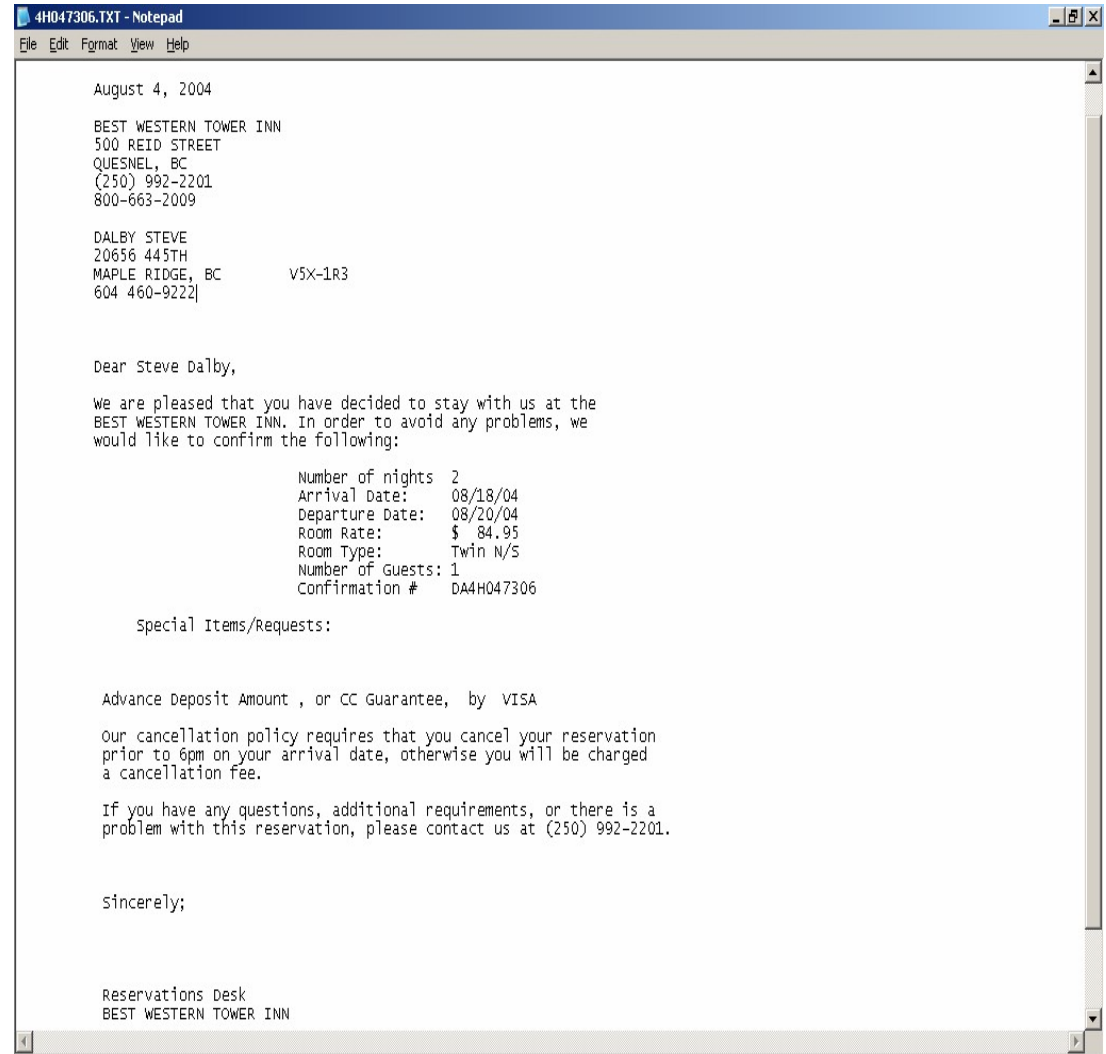 4H047306.TXT - Notepad
File Edit Format View Help
August 4, 2004
BEST WESTERN TOWER INN
500 REID STREET
QUESNEL, BC
(250) 992-2201
800-663-2009
DALBY STEVE
20656 445TH
MAPLE RIDGE, BC V5X-1R3
604 460-9222
Dear Steve Dalby,
We are pleased that you have decided to stay with us at the
BEST WESTERN TOWER INN. In order to avoid any problems, we
would like to confirm the following:
Number of nights 2
Arrival Date: 08/18/04
Departure Date: 08/20/04
Room Rate: $ 84.95
Room Type: Twin N/S
Number of Guests: 1
Confirmation # DA4H047306
Special Items/Requests:
Advance Deposit Amount , or CC Guarantee, by VISA
Our cancellation policy requires that you cancel your reservation
prior to 6pm on your arrival date, otherwise you will be charged
a cancellation fee.
If you have any questions, additional requirements, or there is a
problem with this reservation, please contact us at (250) 992-2201.
Sincerely;
Reservations Desk
BEST WESTERN TOWER INN